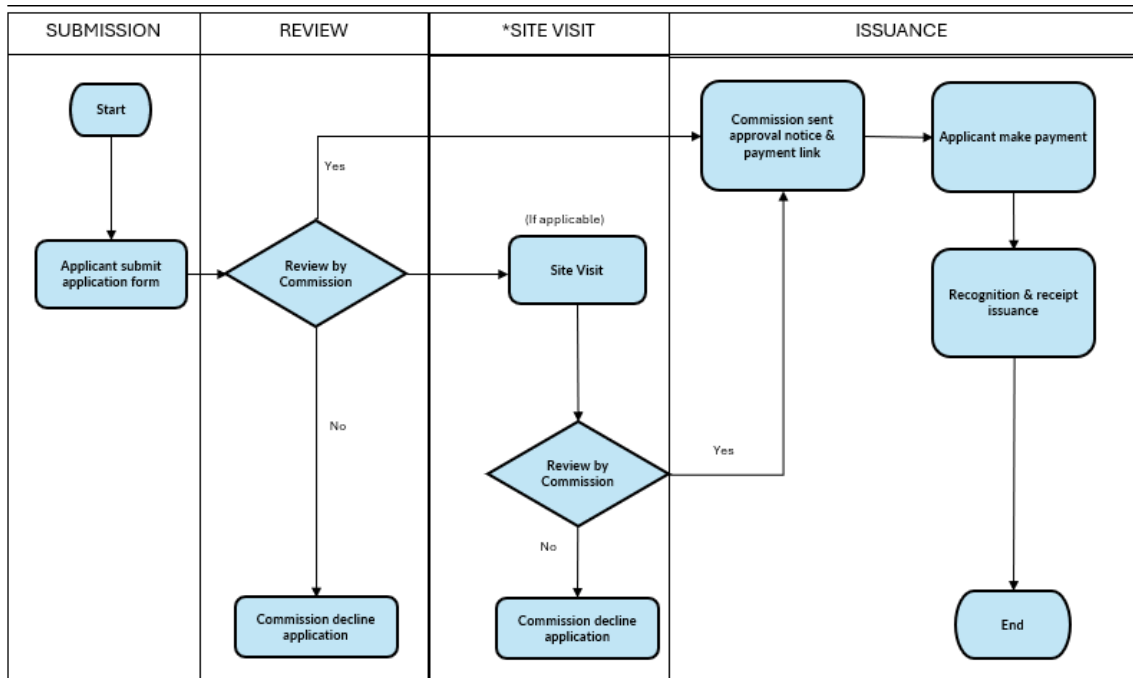 SUBMISSION
REVIEW
*SITE VISIT
ISSUANCE
Start
Applicant submit
application form
Review by
Commission
Yes
No
Commission decline
application
(If applicable)
Site Visit
Review by
Commission
Yes
No
Commission decline
application
Commission sent
approval notice &
payment link
Applicant make payment
Recognition & receipt
issuance
End